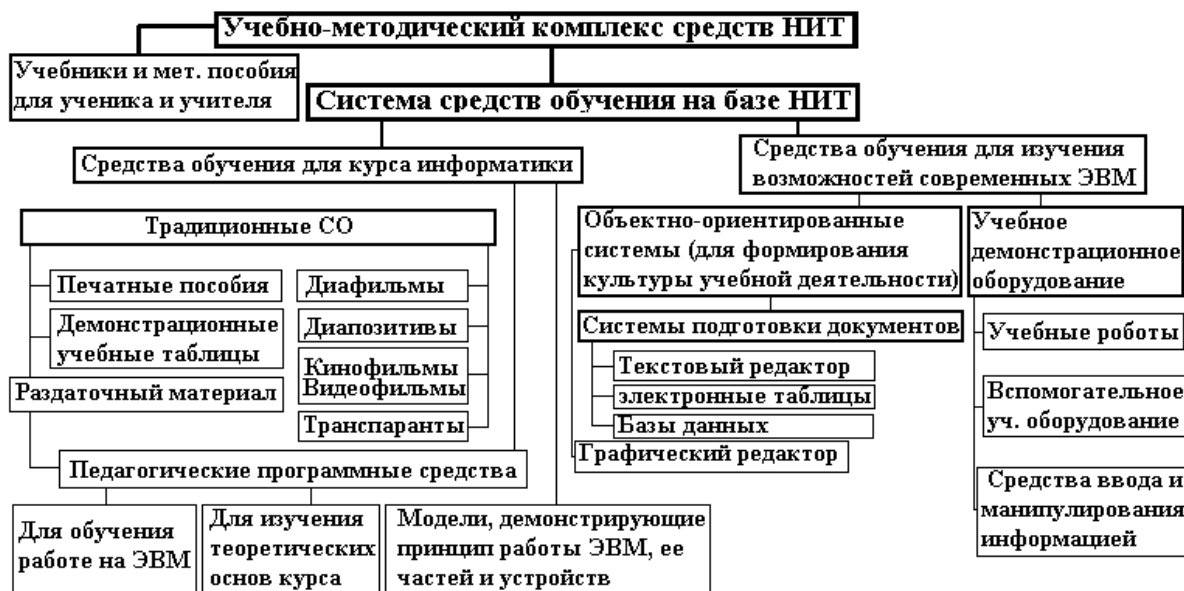 Учебно-методический комплекс средств НИТ
Учебники и мет. пособия
для ученика и учителя
Система средств обучения на базе НИТ
Средства обучения для курса информатики
Средства обучения для изучения
возможностей современных ЭВМ
Традиционные СО
Печатные пособия
Демонстрационные
учебные таблицы
Раздаточный материал
Диафильмы
Диапозитивы
Кинофильмы
Видеофильмы
Транспаранты
Педагогические программные средства
Для обучения
работе на ЭВМ
Для изучения
теоретических
основ курса
Модели, демонстрирующие
принцип работы ЭВМ, ее
частей и устройств
Объектно-ориентированные
системы (для формирования
культуры учебной деятельности)
Системы подготовки документов
Текстовый редактор
электронные таблицы
Базы данных
Графический редактор
Учебное
демонстрационное
оборудование
Учебные роботы
Вспомогательное
уч. оборудование
Средства ввода и
манипулирования
информацией